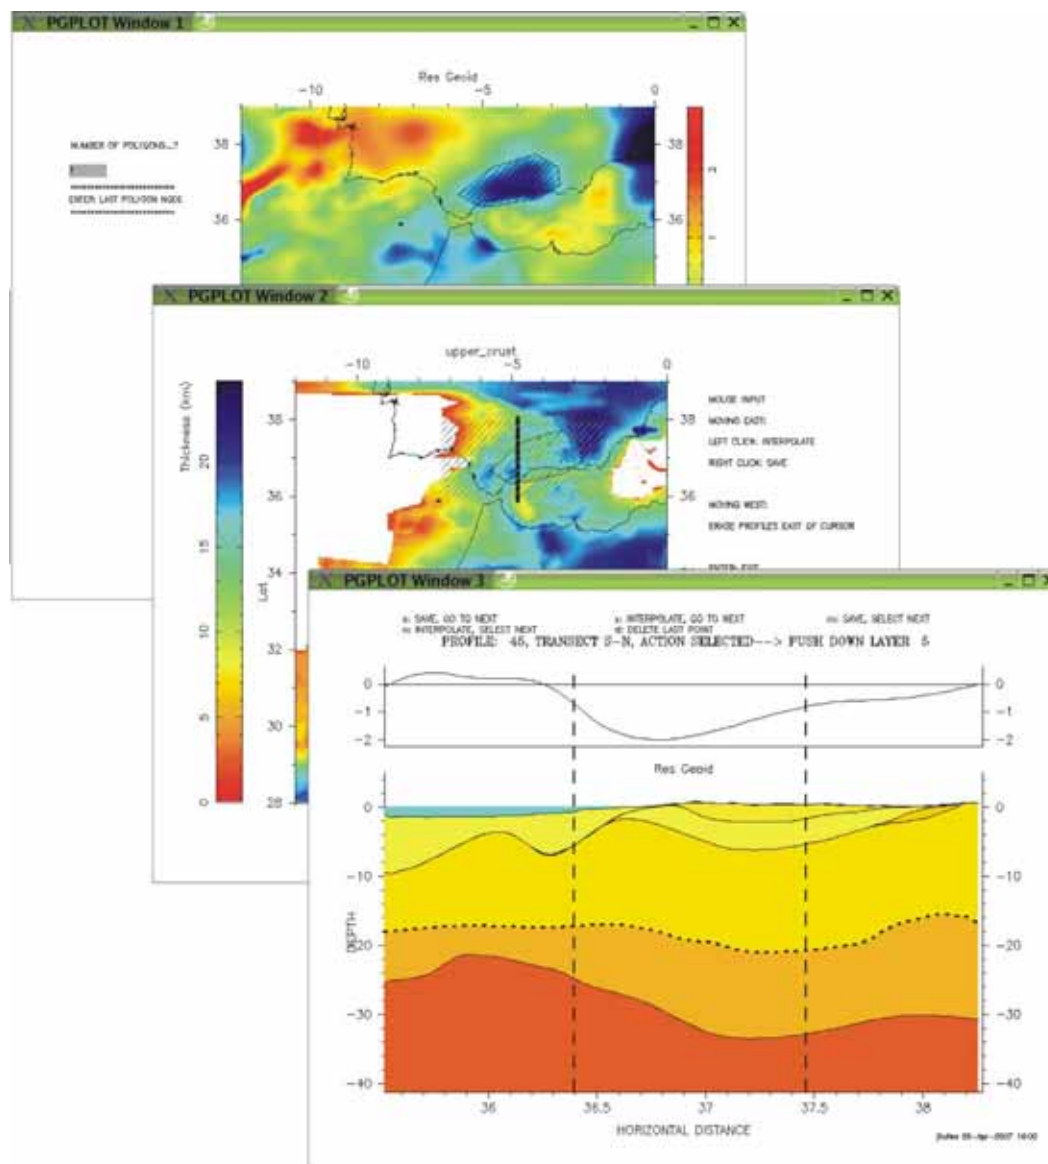 PGPLOT Window 1
Res Geoid
-10 -5 0
NUMBER OF POLYGONS...?
38 38
3
36 36
1
ENTER: LAST POLYGON NODE
PGPLOT Window 2
upper_crust
-10 -5 0
Thickness (km)
20
15
10
5
0
Lat
38 38
36 36
34
32
30
28
MOUSE INPUT
MOVING EAST:
LEFT CLICK: INTERPOLATE
RIGHT CLICK: SAVE
MOVING WEST:
ERASE PROFILES EAST OF CURSOR
ENTER: EXIT
PGPLOT Window 3
SAVE, GO TO NEXT INTERPOLATE, GO TO NEXT SAVE, SELECT NEXT
INTERPOLATE, SELECT NEXT DELETE LAST POINT
PROFILE: 45, TRANSECT S-N, ACTION SELECTED--> PUSH DOWN LAYER 5
0 0
-1 -1
-2 -2
Res Geoid
0 0
-10 -10
DEPTH
-20 -20
-30 -30
-40 -40
36 36.5 37 37.5 38
HORIZONTAL DISTANCE
-2007